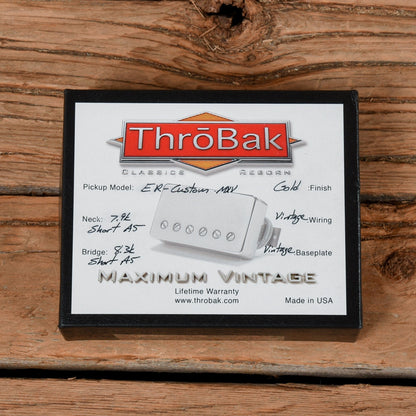 ThrōBak
Classics Reborn
Pickup Model: ER-Custom MXV Gold :Finish
Neck: 7.9k Vintage :Wiring
Short A5
Bridge: 8.3k Vintage :Baseplate
Short A5
Maximum Vintage
Lifetime Warranty
www.throbak.com Made in USA